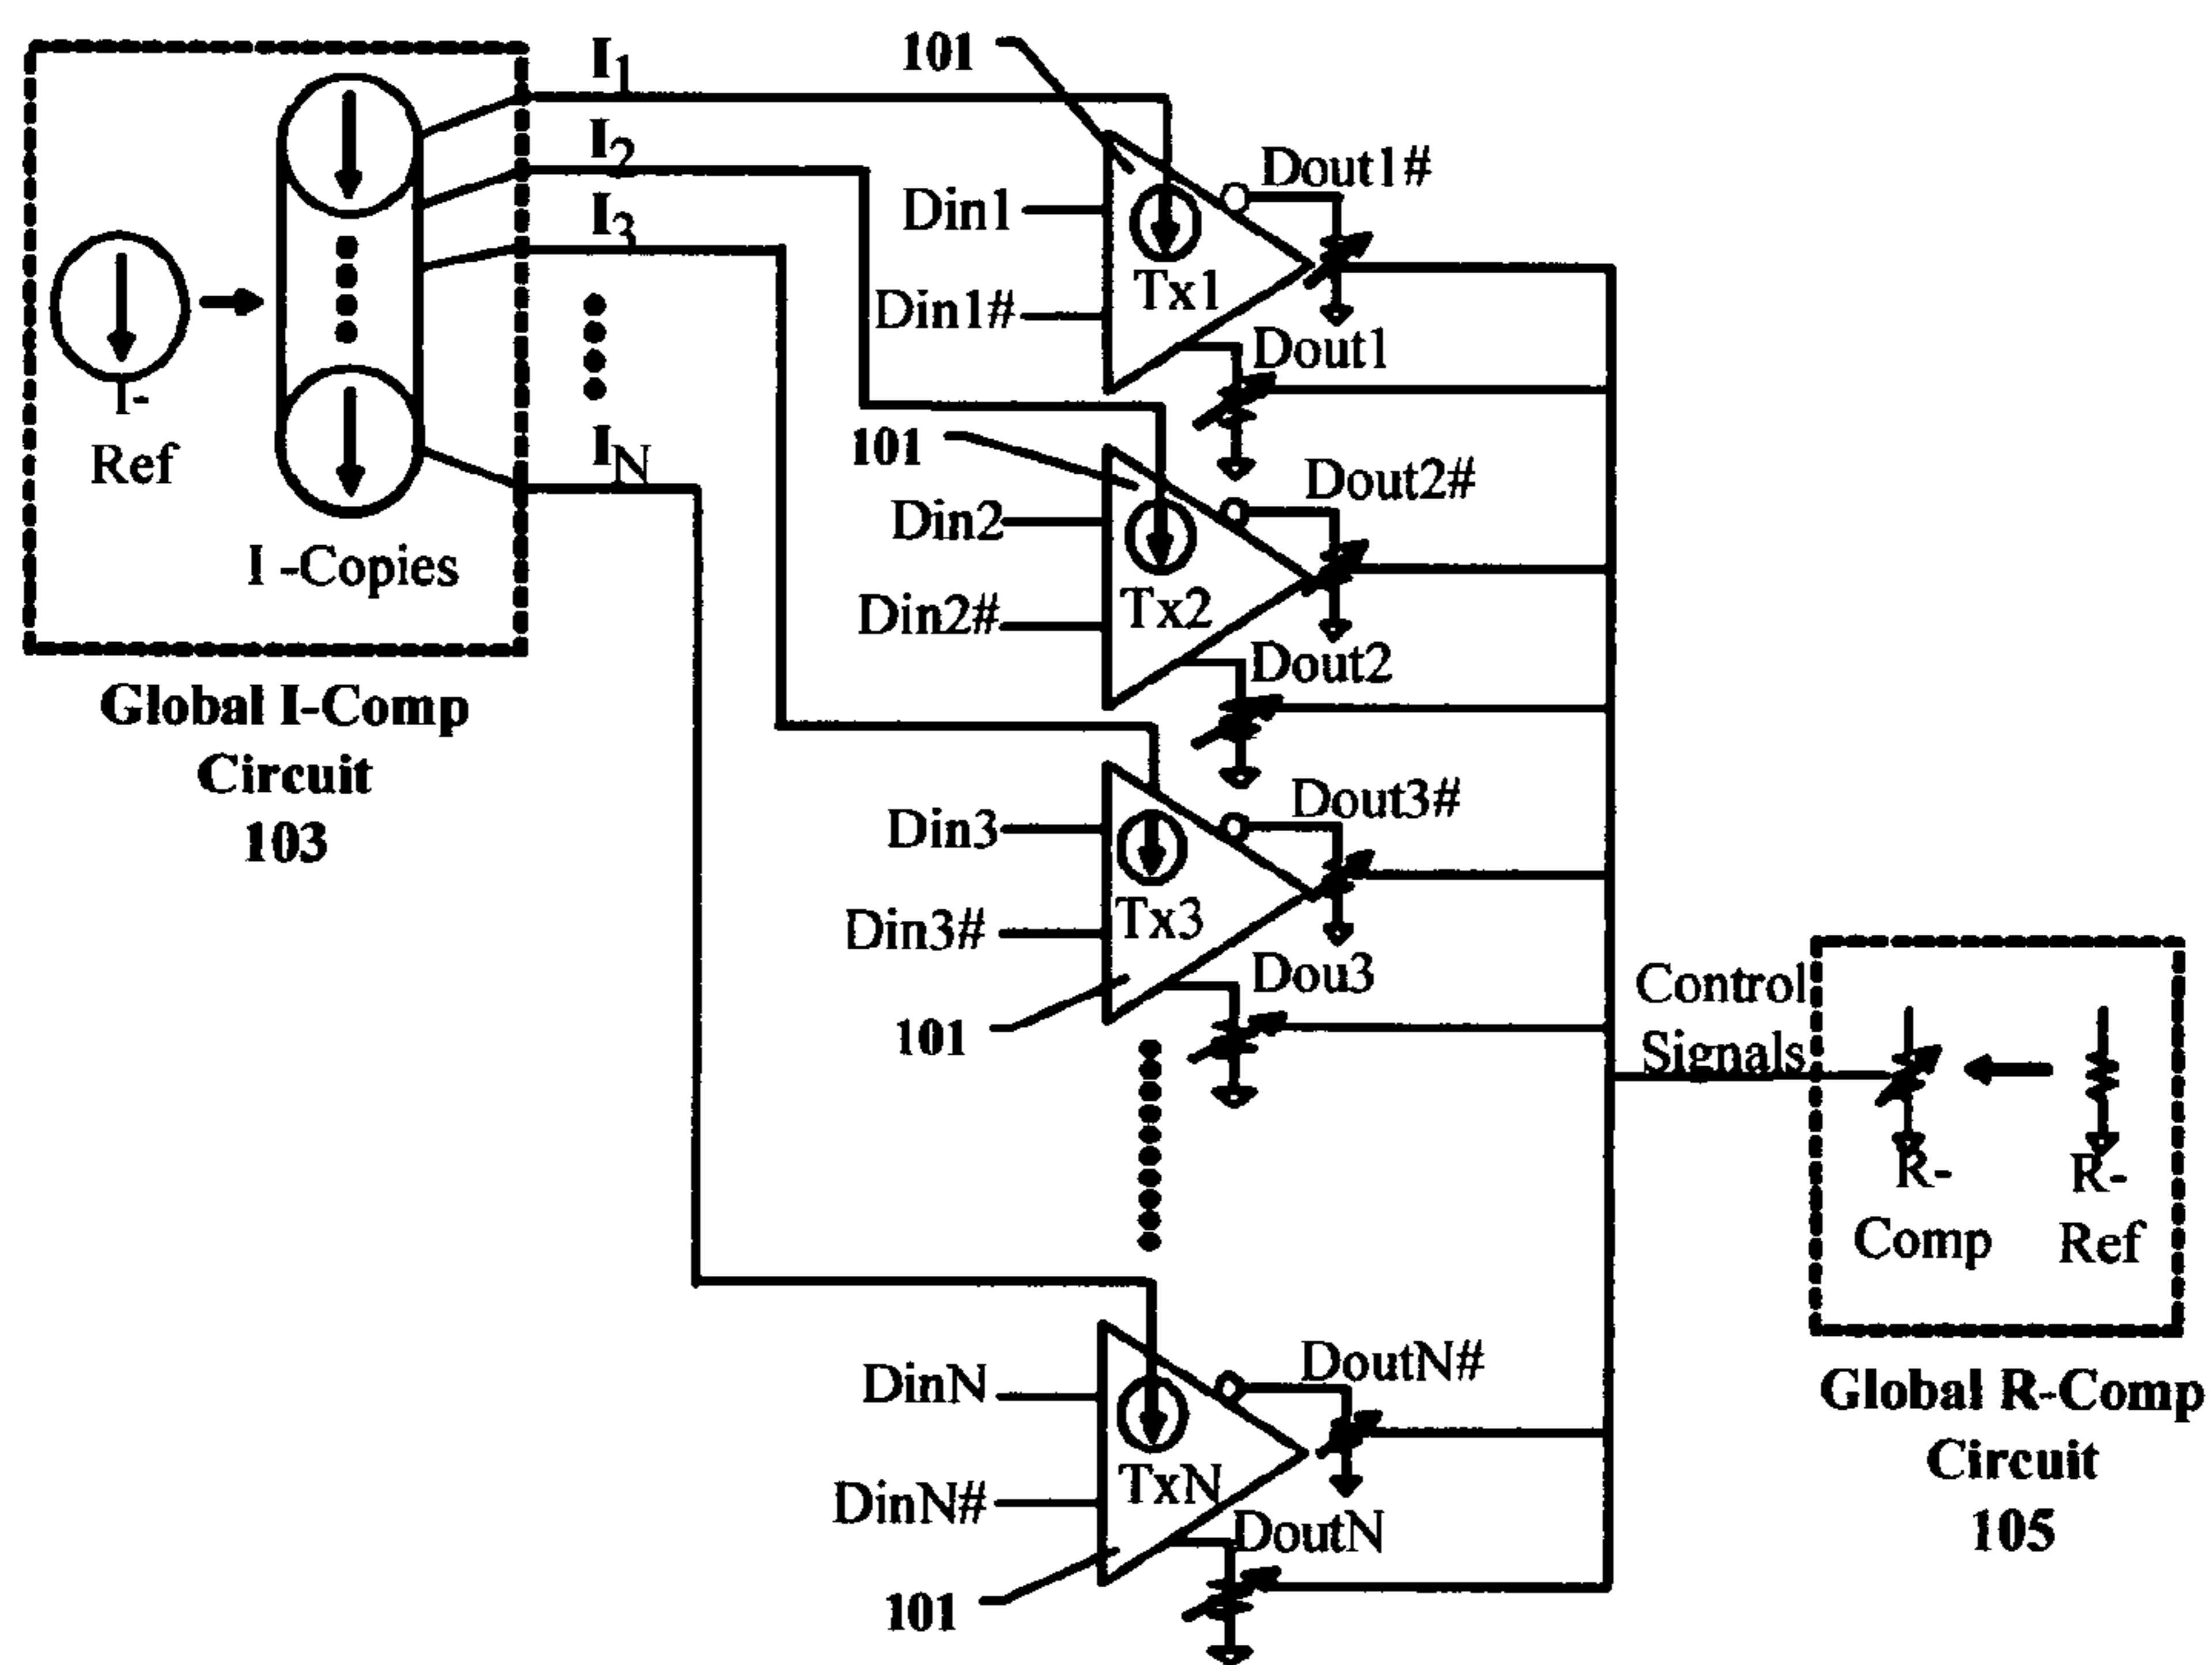 I1
I2
I3
IN
I-
Ref
I -Copies
Global I-Comp
Circuit
103
101
Din1
Din1#
Tx1
Dout1#
Dout1
101
Din2
Din2#
Tx2
Dout2#
Dout2
Din3
Din3#
Tx3
Dout3#
Dou3
101
DinN
DinN#
TxN
DoutN#
DoutN
101
Control
Signals
R-
Comp
R-
Ref
Global R-Comp
Circuit
105